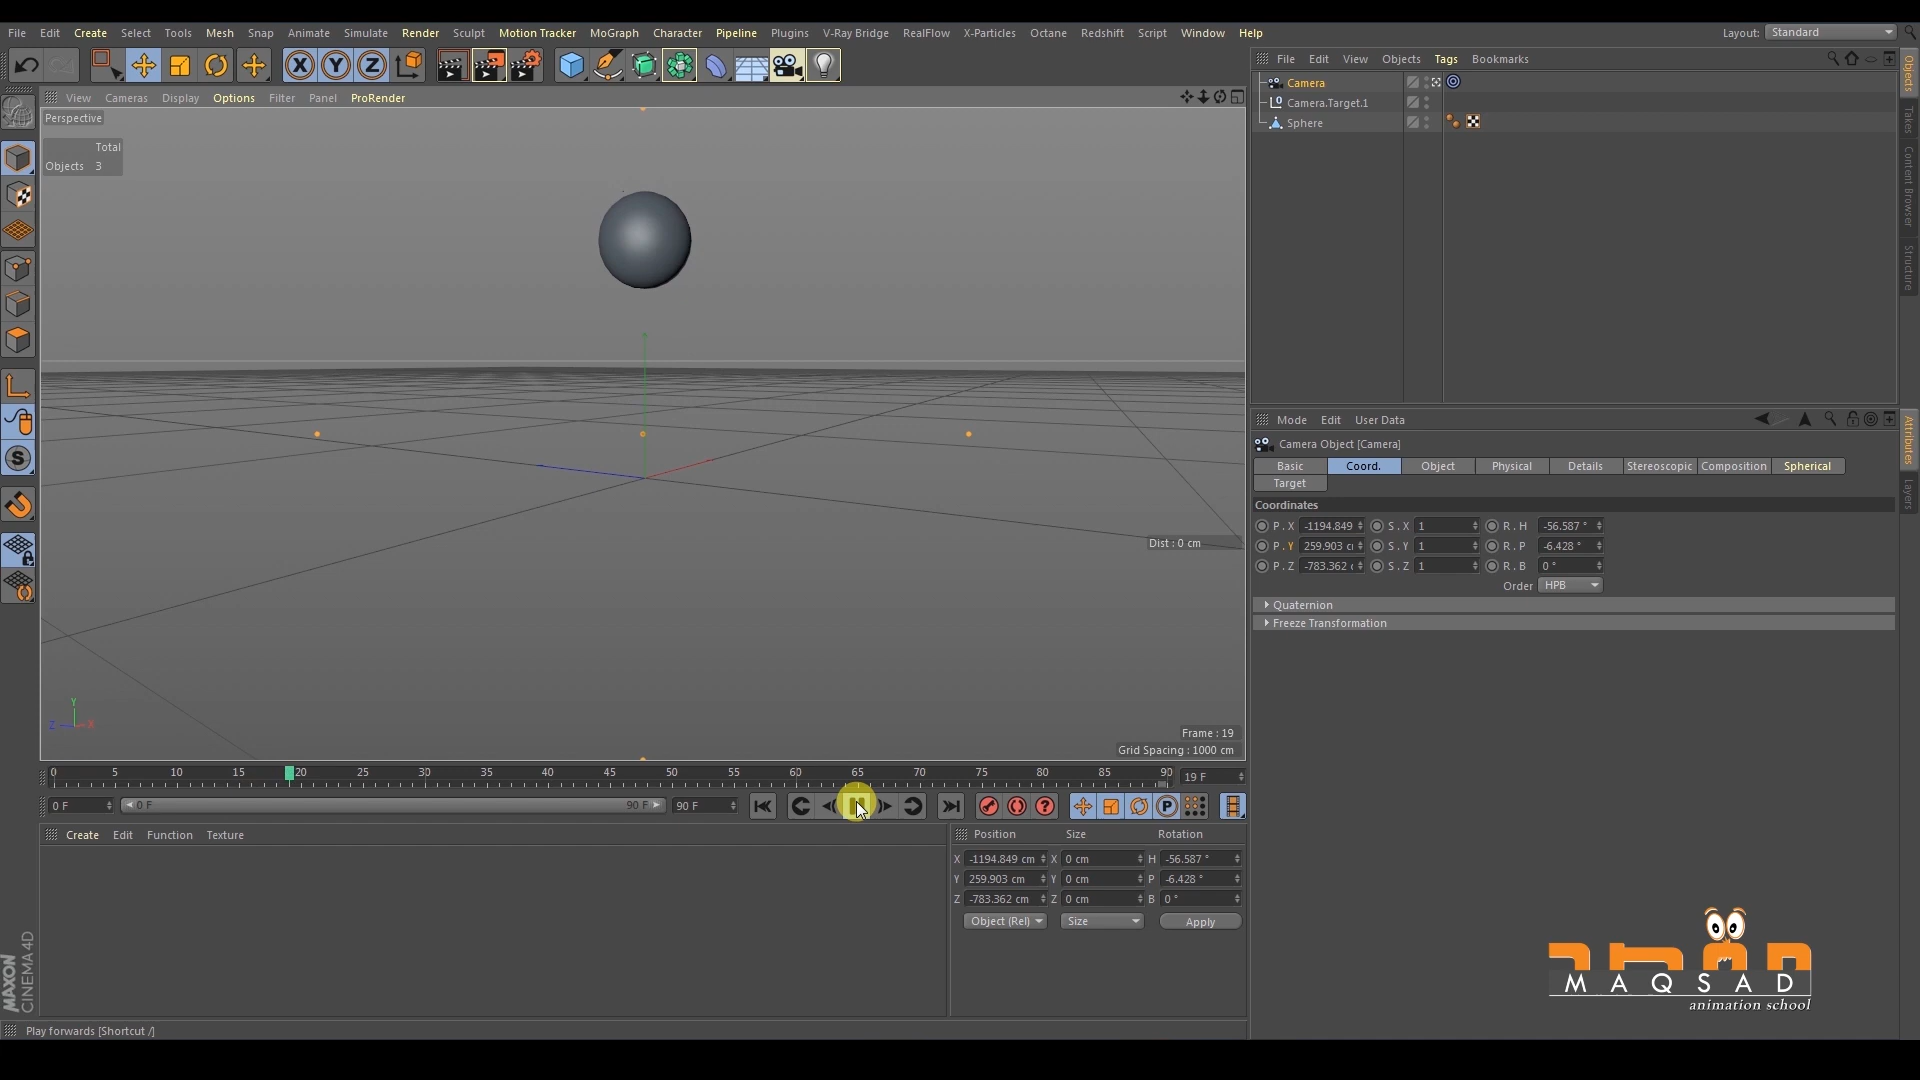 File Edit Create Select Tools Mesh Snap Animate Simulate Render Sculpt Motion Tracker MoGraph Character Pipeline Plugins V-Ray Bridge RealFlow X-Particles Octane Redshift Script Window Help Layout: Standard
X Y Z
View Cameras Display Options Filter Panel ProRender
Perspective
Total
Objects 3
Dist : 0 cm
Y
Z X
Frame : 19
Grid Spacing : 1000 cm
0 5 10 15 20 25 30 35 40 45 50 55 60 65 70 75 80 85 90 19 F
0 F 0 F 90 F 90 F
Create Edit Function Texture
Position Size Rotation
X -1194.849 cm X 0 cm H -56.587 °
Y 259.903 cm Y 0 cm P -6.428 °
Z -783.362 cm Z 0 cm B 0 °
Object (Rel) Size Apply
MAXON
CINEMA 4D
Play forwards [Shortcut /]
File Edit View Objects Tags Bookmarks
Camera
Camera.Target.1
Sphere
Objects
Takes
Content Browser
Structure
Mode Edit User Data
Camera Object [Camera]
Basic Coord. Object Physical Details Stereoscopic Composition Spherical
Target
Coordinates
P . X -1194.849 S . X 1 R . H -56.587 °
P . Y 259.903 c S . Y 1 R . P -6.428 °
P . Z -783.362 S . Z 1 R . B 0 °
Order HPB
Quaternion
Freeze Transformation
Attributes
Layers
MAQSAD
animation school